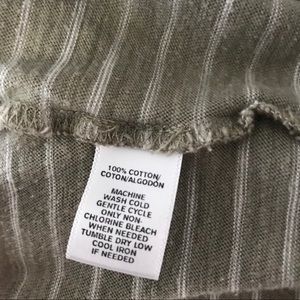 100% COTTON/
COTON/ALGODÓN
MACHINE
WASH COLD
GENTLE CYCLE
ONLY NON-
CHLORINE BLEACH
WHEN NEEDED
TUMBLE DRY LOW
COOL IRON
IF NEEDED